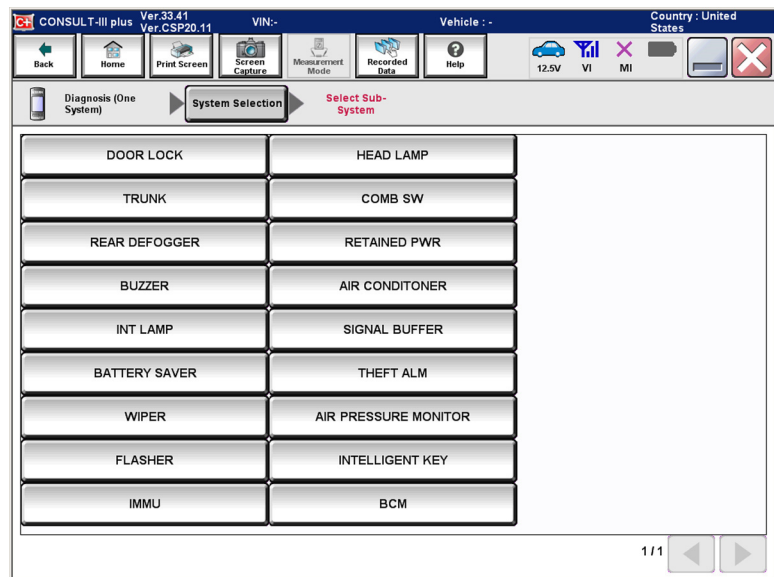 C+ CONSULT-III plus Ver.33.41 VIN:- Vehicle : - Country : United
Ver.CSP20.11 States
Back Home Print Screen Screen Capture Measurement Mode Recorded Data Help 12.5V VI MI
Diagnosis (One System) System Selection Select Sub-System
DOOR LOCK HEAD LAMP
TRUNK COMB SW
REAR DEFOGGER RETAINED PWR
BUZZER AIR CONDITONER
INT LAMP SIGNAL BUFFER
BATTERY SAVER THEFT ALM
WIPER AIR PRESSURE MONITOR
FLASHER INTELLIGENT KEY
IMMU BCM
1/1